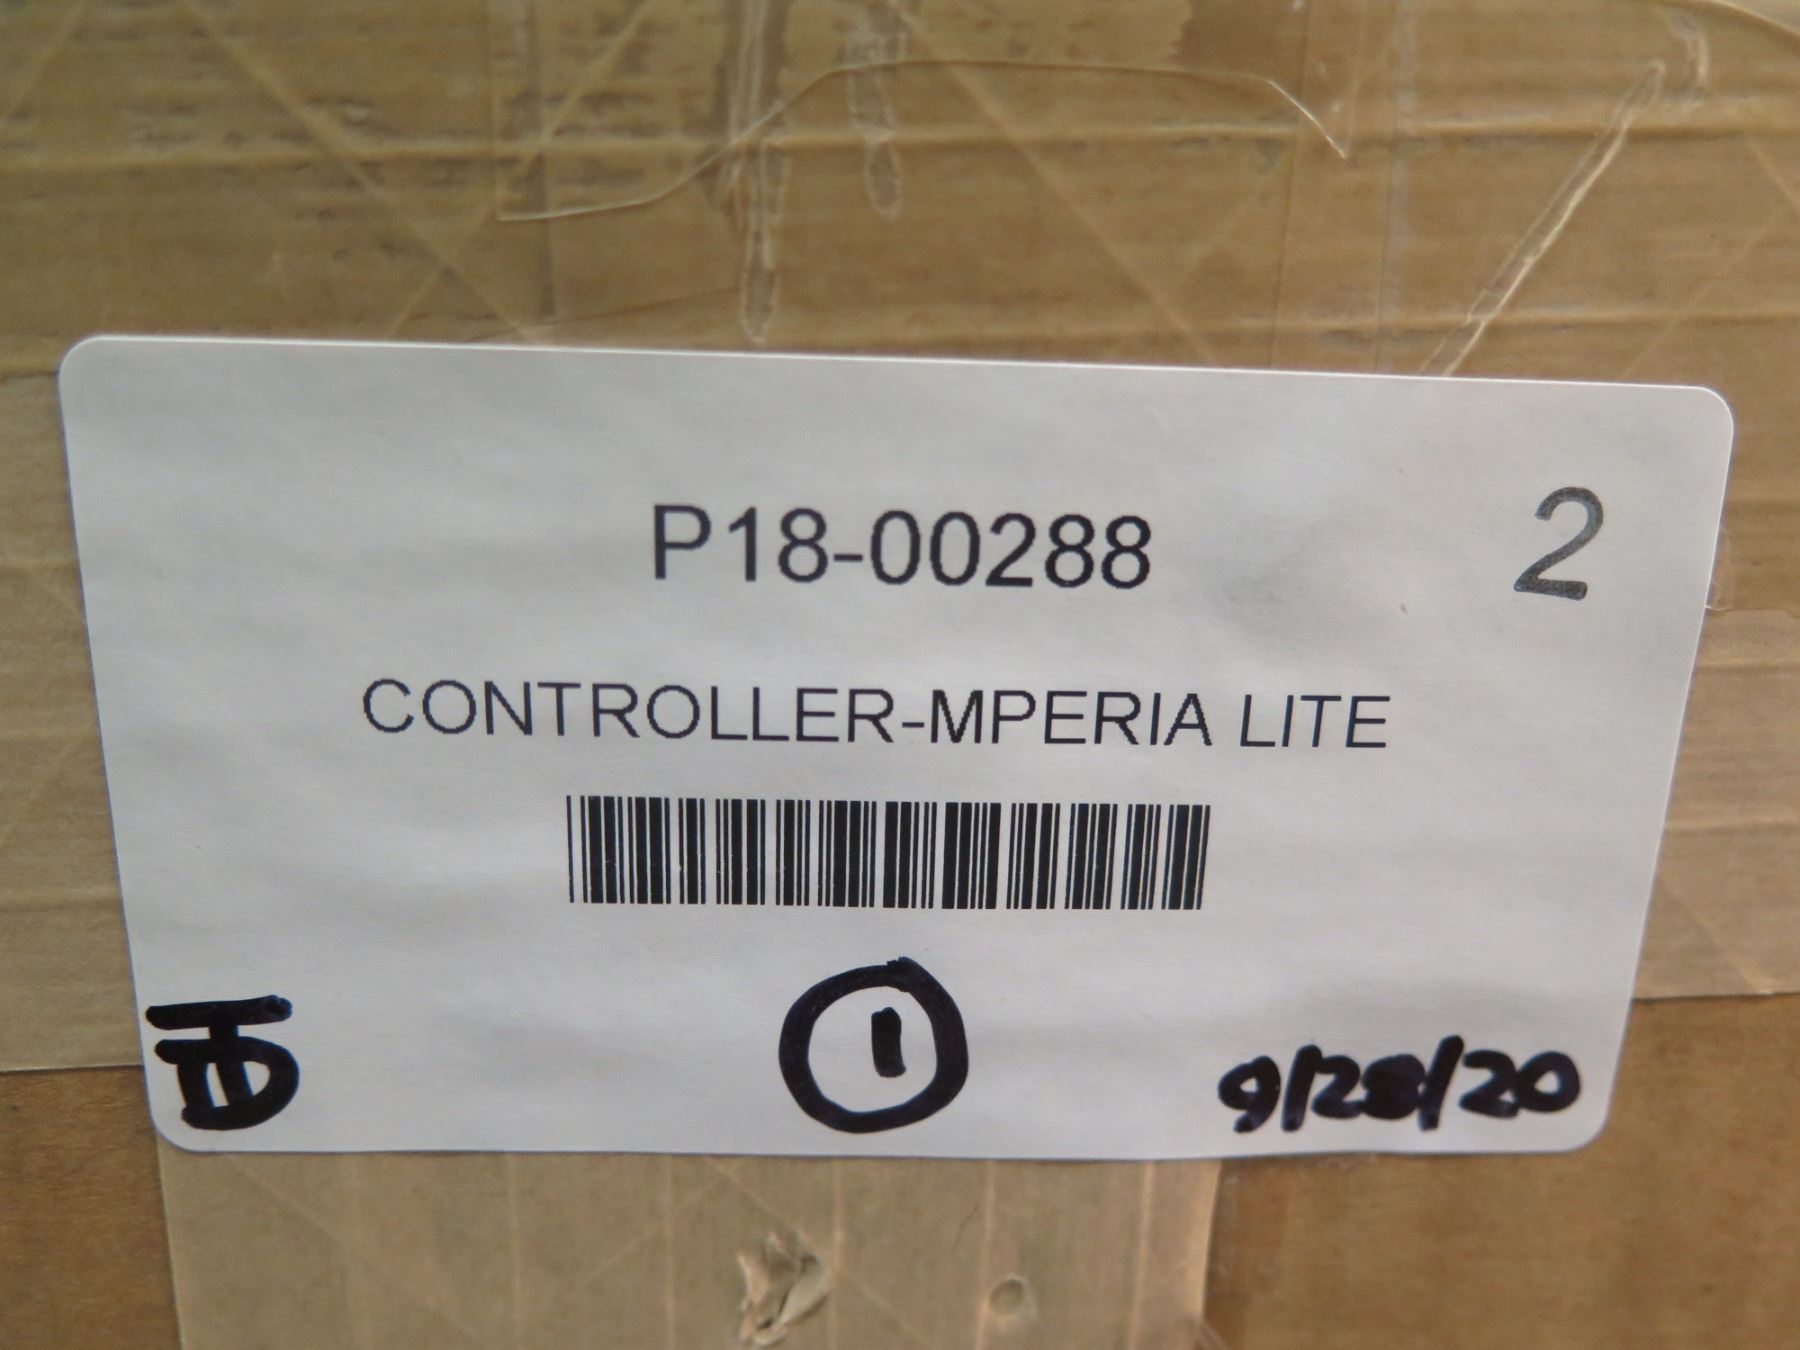 P18-00288 2
CONTROLLER-MPERIA LITE
1
9/28/20